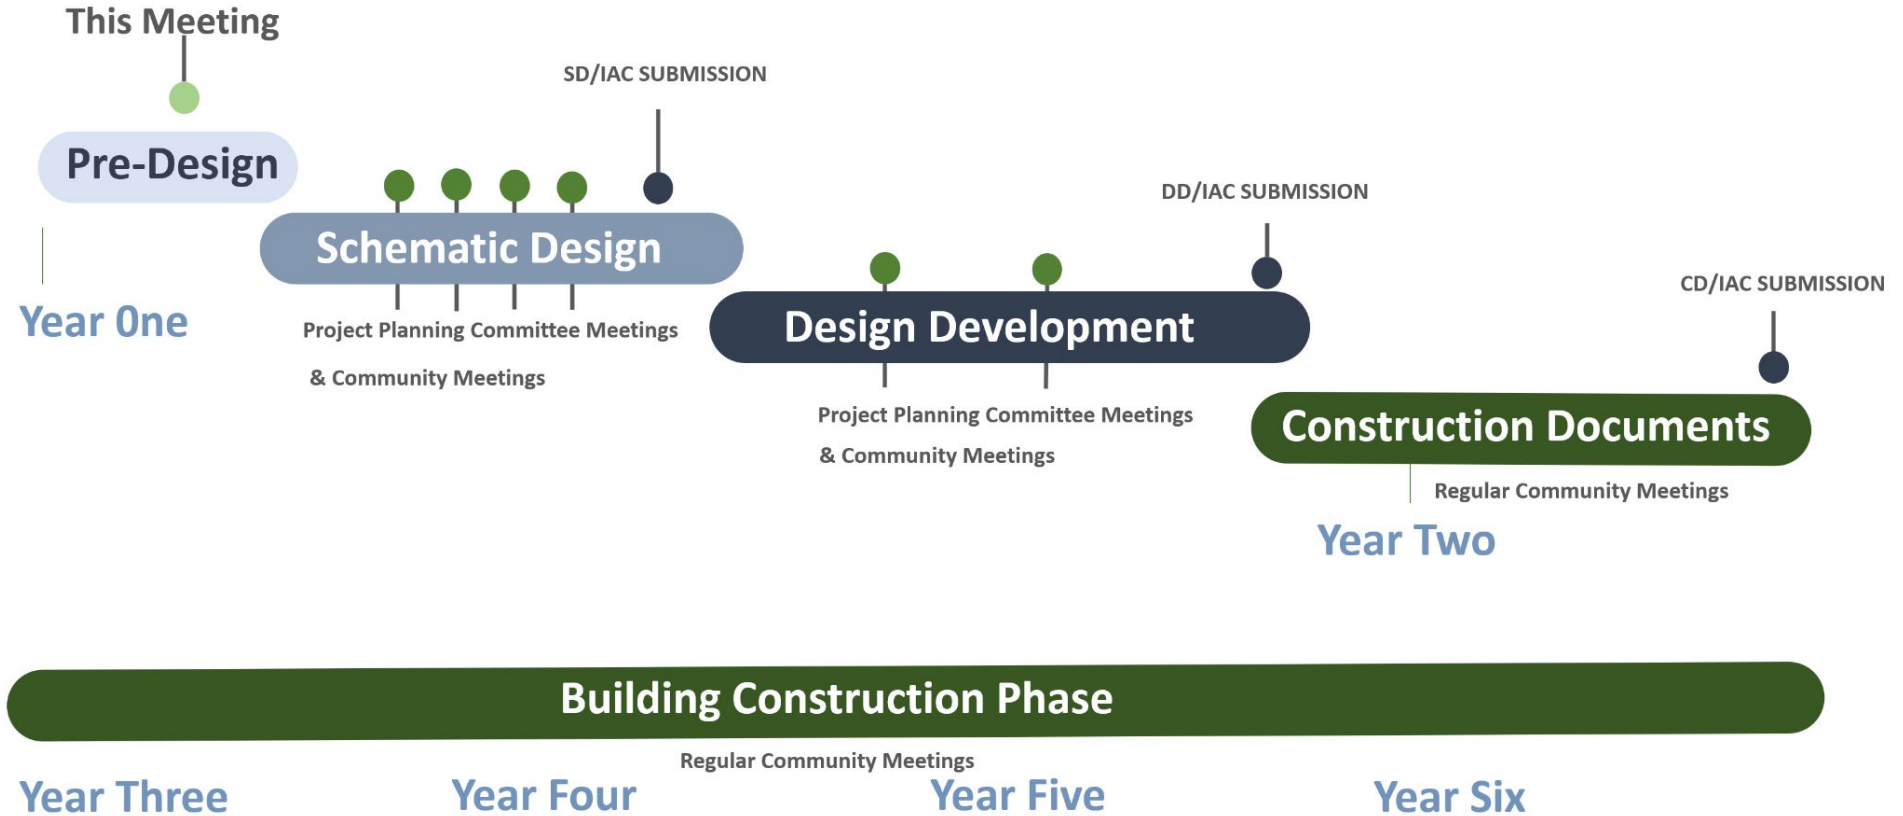 This Meeting
SD/IAC SUBMISSION
Pre-Design
DD/IAC SUBMISSION
Schematic Design
CD/IAC SUBMISSION
Year 0ne
Project Planning Committee Meetings
& Community Meetings
Design Development
Project Planning Committee Meetings
& Community Meetings
Construction Documents
Regular Community Meetings
Year Two
Building Construction Phase
Regular Community Meetings
Year Three
Year Four
Year Five
Year Six